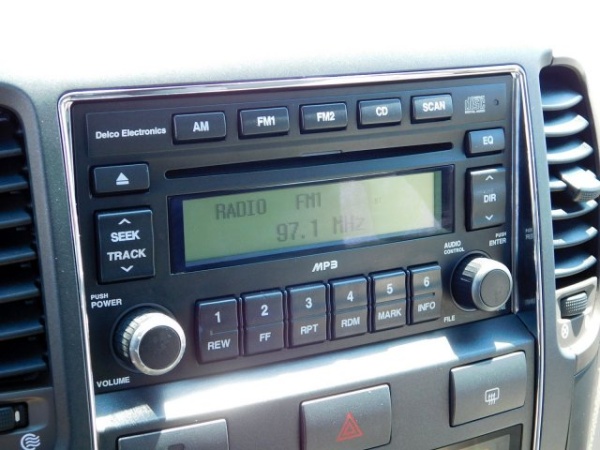 Delco Electronics
AM
FM1
FM2
CD
SCAN
EQ
SEEK
TRACK
RADIO FM1
97.1 MHz
DIR
PUSH
ENTER
MP3
AUDIO
CONTROL
PUSH
POWER
1 2 3 4 5 6
REW FF RPT RDM MARK INFO
VOLUME
FILE